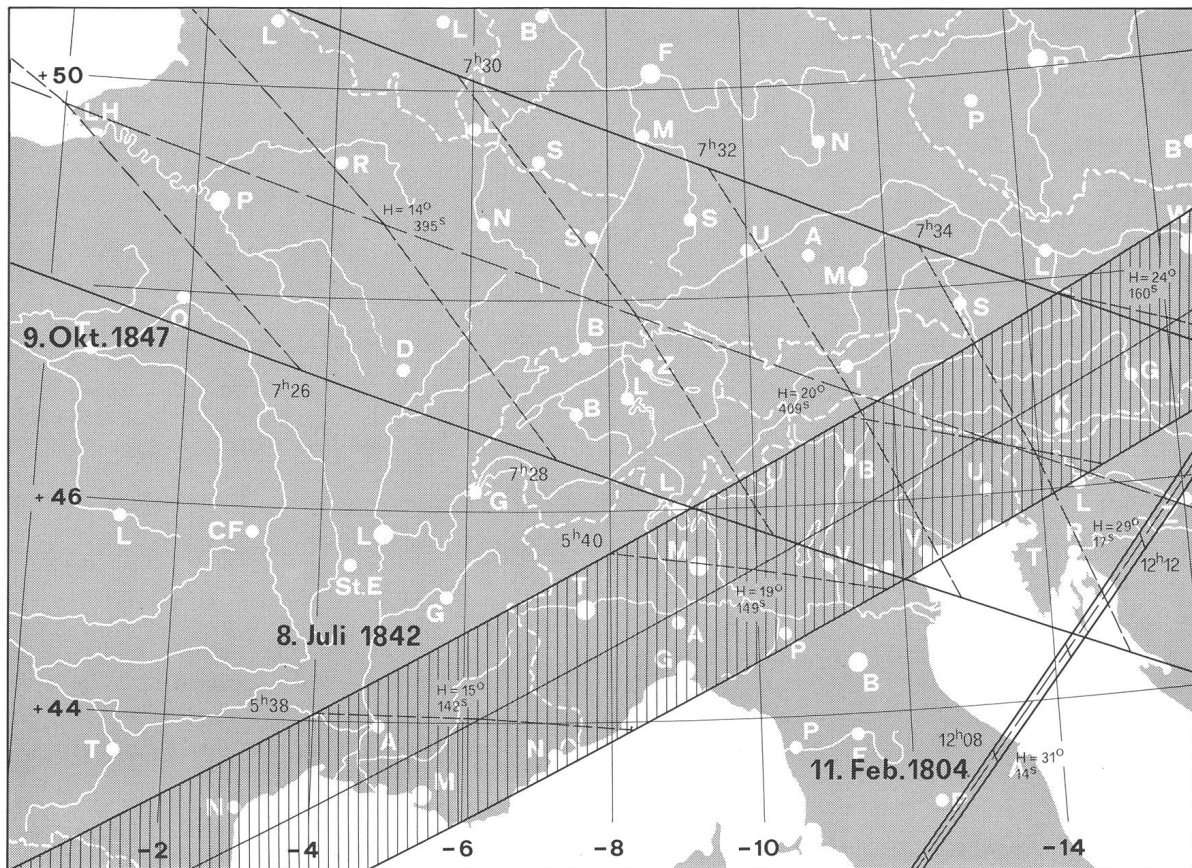 L
L
B
F
P
7h30
+50
LH
L
M
P
N
S
R
7h32
B
P
H=14°
395s
N
S
S
U
A
7h34
W
M
L
H=24°
160s
S
O
T
9. Okt. 1847
B
D
Z
I
G
7h26
L
H=20°
409s
B
K
7h28
L
B
U
+46
G
L
L
CF
L
5h40
M
V
V
H=29°
17s
T
R
12h12
St.E
P
H=19°
149s
G
T
8. Juli 1842
A
P
G
B
H=15°
142s
+44
5h38
A
T
N
P
F
12h08
H=31°
14s
A
11. Feb. 1804
N
M
P
-2
-4
-6
-8
-10
-14